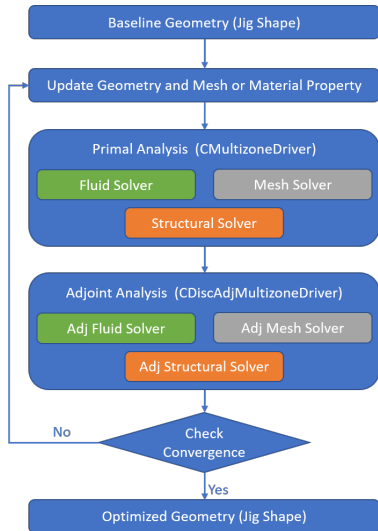 Baseline Geometry (Jig Shape)
Update Geometry and Mesh or Material Property
Primal Analysis (CMultizoneDriver)
Fluid Solver
Mesh Solver
Structural Solver
Adjoint Analysis (CDiscAdjMultizoneDriver)
Adj Fluid Solver
Adj Mesh Solver
Adj Structural Solver
No
Check
Convergence
Yes
Optimized Geometry (Jig Shape)